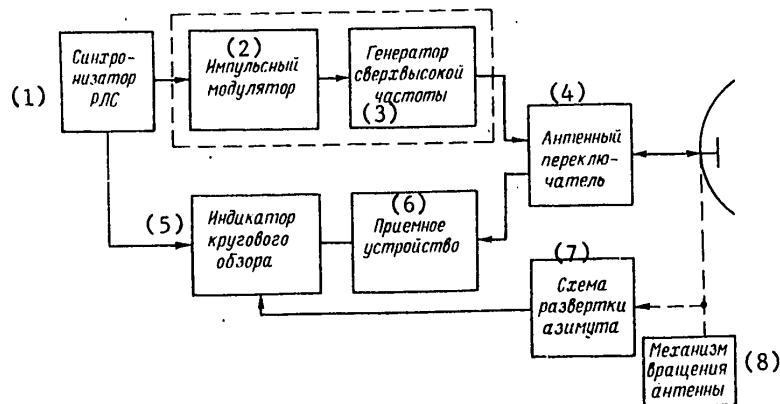 (1)
Синхро-
низатор
РЛС
(2)
Импульсный
модулятор
Генератор
сверхвысокой
частоты
(3)
(4)
Антенный
переклю-
чатель
(5)
Индикатор
кругового
обзора
(6)
Приемное
устройство
(7)
Схема
развертки
азимута
Механизм
вращения
антенны
(8)